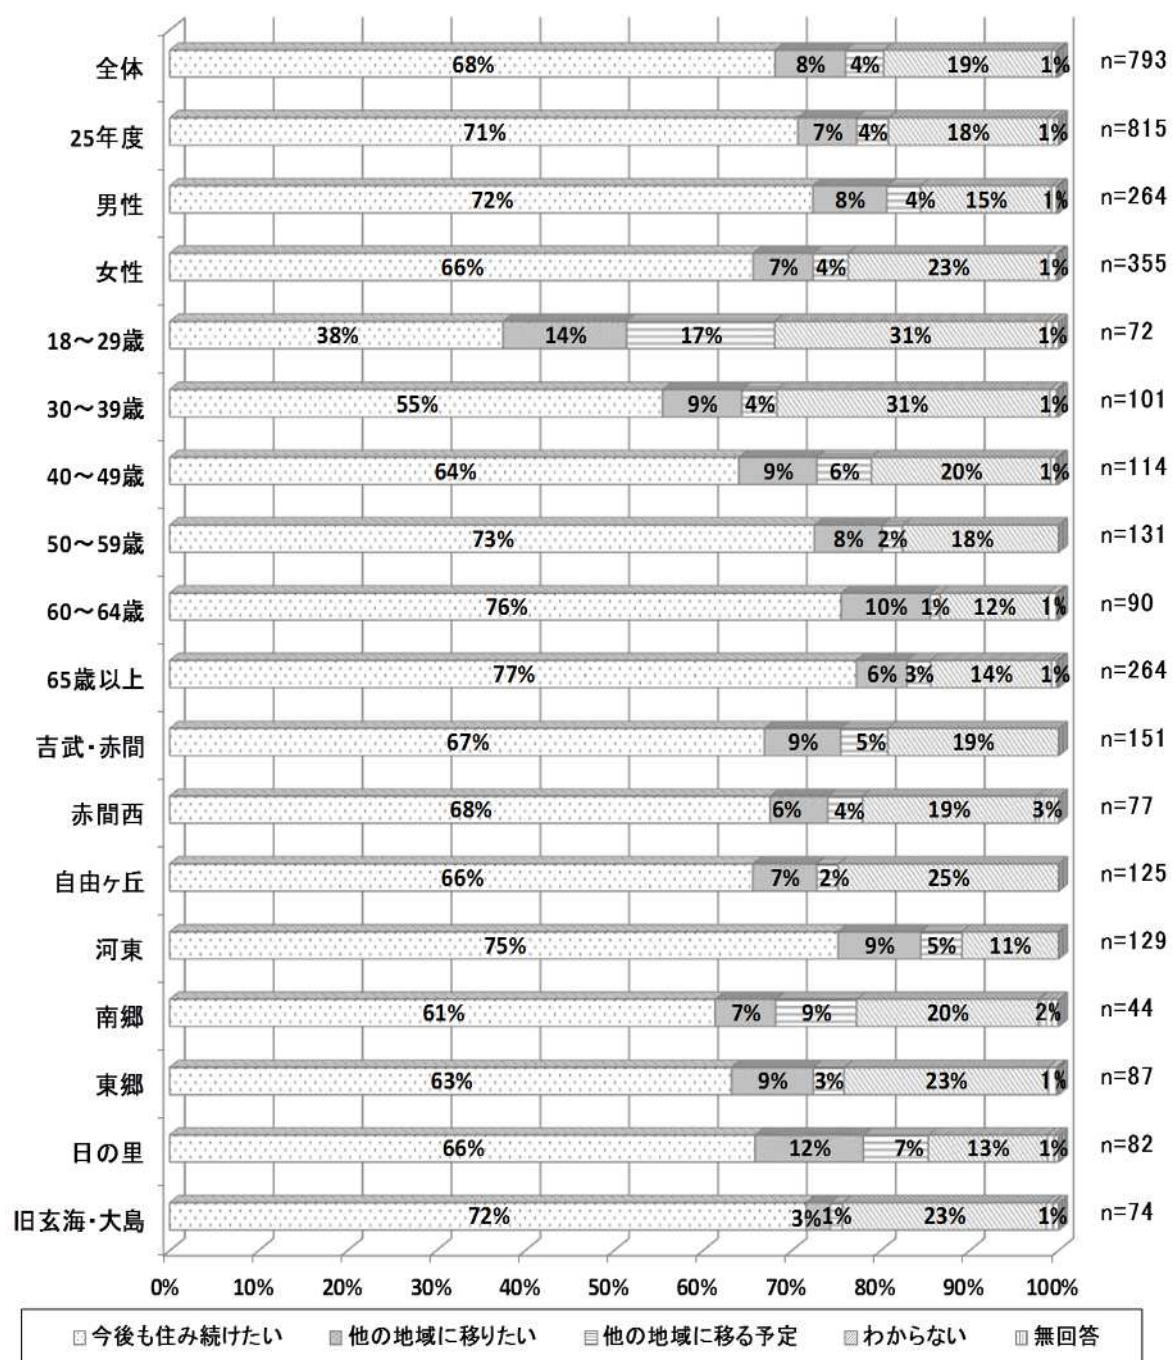 全体 68% 8% 4% 19% 1% n=793
25年度 71% 7% 4% 18% 1% n=815
男性 72% 8% 4% 15% 1% n=264
女性 66% 7% 4% 23% 1% n=355
18～29歳 38% 14% 17% 31% 1% n=72
30～39歳 55% 9% 4% 31% 1% n=101
40～49歳 64% 9% 6% 20% 1% n=114
50～59歳 73% 8% 2% 18% n=131
60～64歳 76% 10% 1% 12% 1% n=90
65歳以上 77% 6% 3% 14% 1% n=264
吉武・赤間 67% 9% 5% 19% n=151
赤間西 68% 6% 4% 19% 3% n=77
自由ヶ丘 66% 7% 2% 25% n=125
河東 75% 9% 5% 11% n=129
南郷 61% 7% 9% 20% 2% n=44
東郷 63% 9% 3% 23% 1% n=87
日の里 66% 12% 7% 13% 1% n=82
旧玄海・大島 72% 3% 1% 23% 1% n=74
0% 10% 20% 30% 40% 50% 60% 70% 80% 90% 100%
今後も住み続けたい 他の地域に移りたい 他の地域に移る予定 わからない 無回答